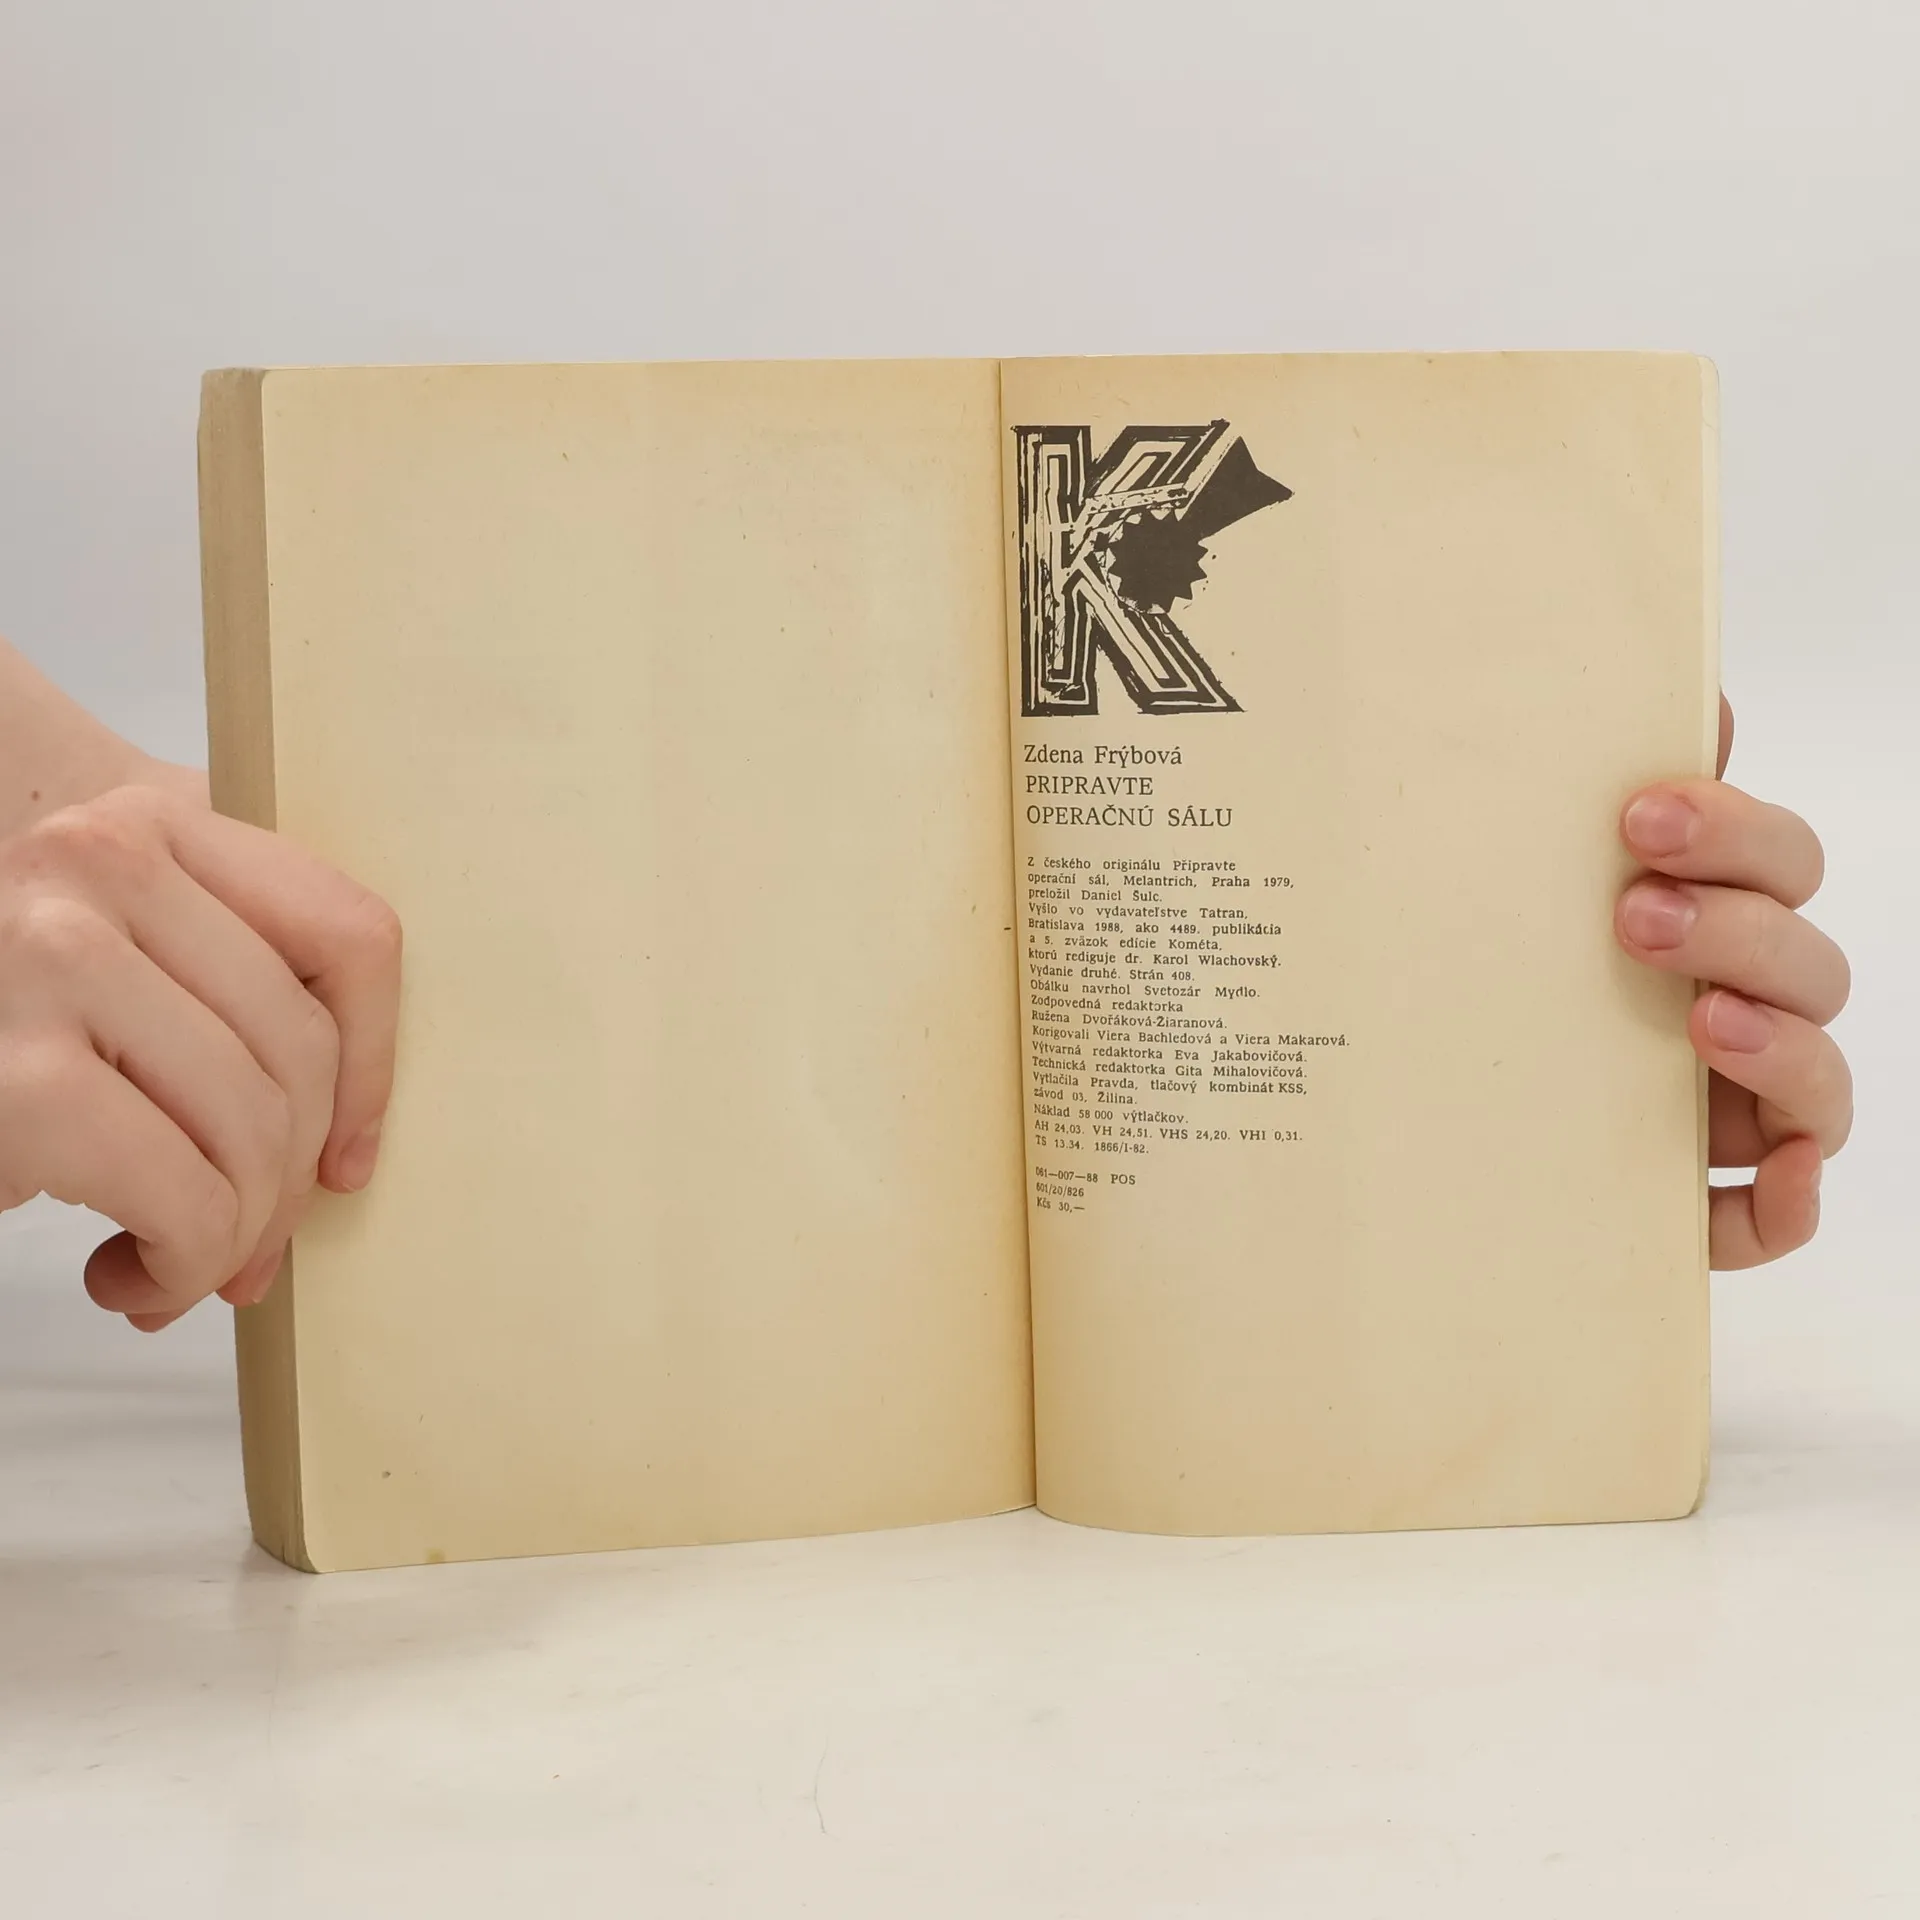 K
Zdena Frýbová
PRIPRAVTE
OPERAČNÚ SÁLU
Z českého originálu Připravte
operační sál, Melantrich, Praha 1979,
preložil Daniel Šulc.
Vyšlo vo vydavateľstve Tatran,
Bratislava 1988, ako 4489. publikácia
a 5. zväzok edície Kométa,
ktorú rediguje dr. Karol Wlachovský.
Vydanie druhé. Strán 408.
Obálku navrhol Svetozár Mydlo.
Zodpovedná redaktorka
Ružena Dvořáková-Žiaranová.
Korigovali Viera Bachledová a Viera Makarová.
Výtvarná redaktorka Eva Jakabovičová.
Technická redaktorka Gita Mihalovičová.
Vytlačila Pravda, tlačový kombinát KSS,
závod 03, Žilina.
Náklad 58 000 výtlačkov.
AH 24,03. VH 24,51. VHS 24,20. VHI 0,31.
TS 13.34. 1866/I-82.
061—007—88 POS
601/20/826
Kčs 30,—